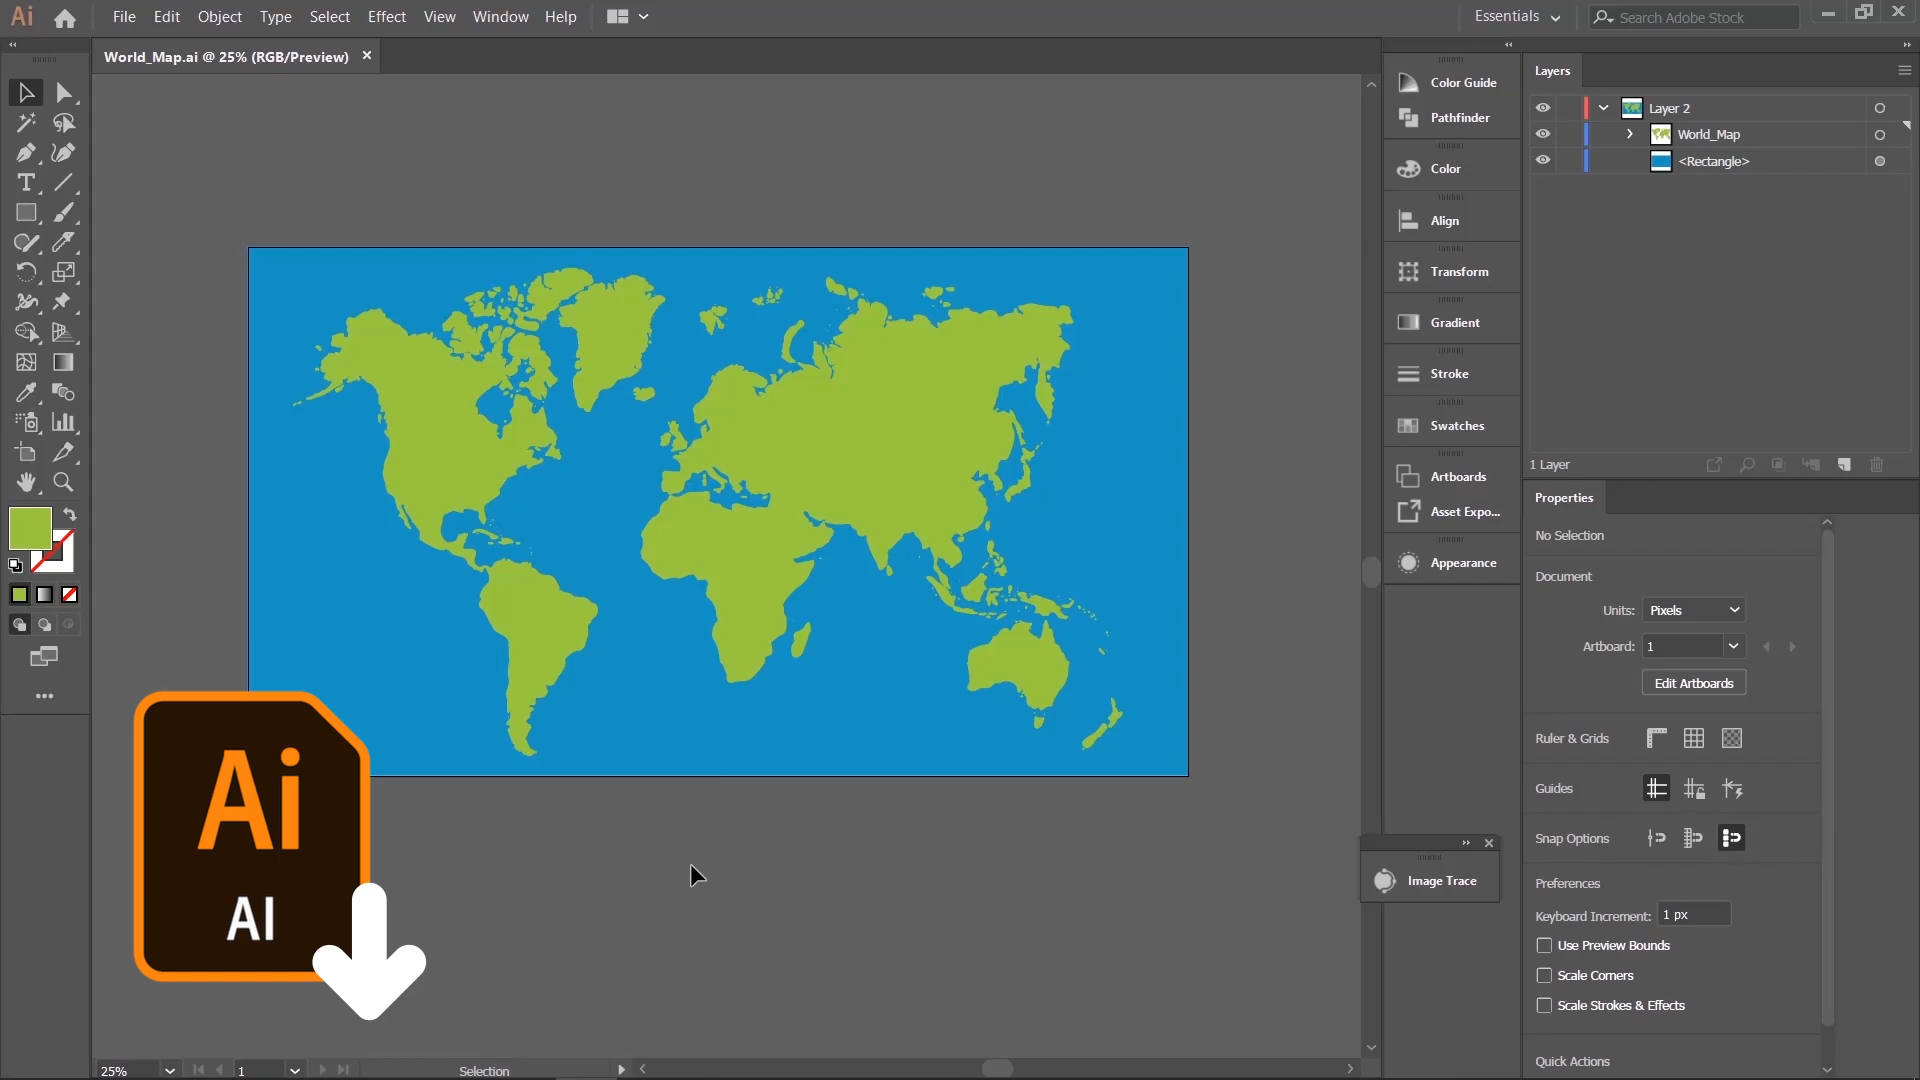 Ai
File Edit Object Type Select Effect View Window Help
Essentials
Search Adobe Stock
World_Map.ai @ 25% (RGB/Preview)
Color Guide
Pathfinder
Color
Align
Transform
Gradient
Stroke
Swatches
Artboards
Asset Expo...
Appearance
Image Trace
Layers
Layer 2
World_Map
<Rectangle>
1 Layer
Properties
No Selection
Document
Units: Pixels
Artboard: 1
Edit Artboards
Ruler & Grids
Guides
Snap Options
Preferences
Keyboard Increment: 1 px
Use Preview Bounds
Scale Corners
Scale Strokes & Effects
Quick Actions
Ai
AI
25% 1 Selection